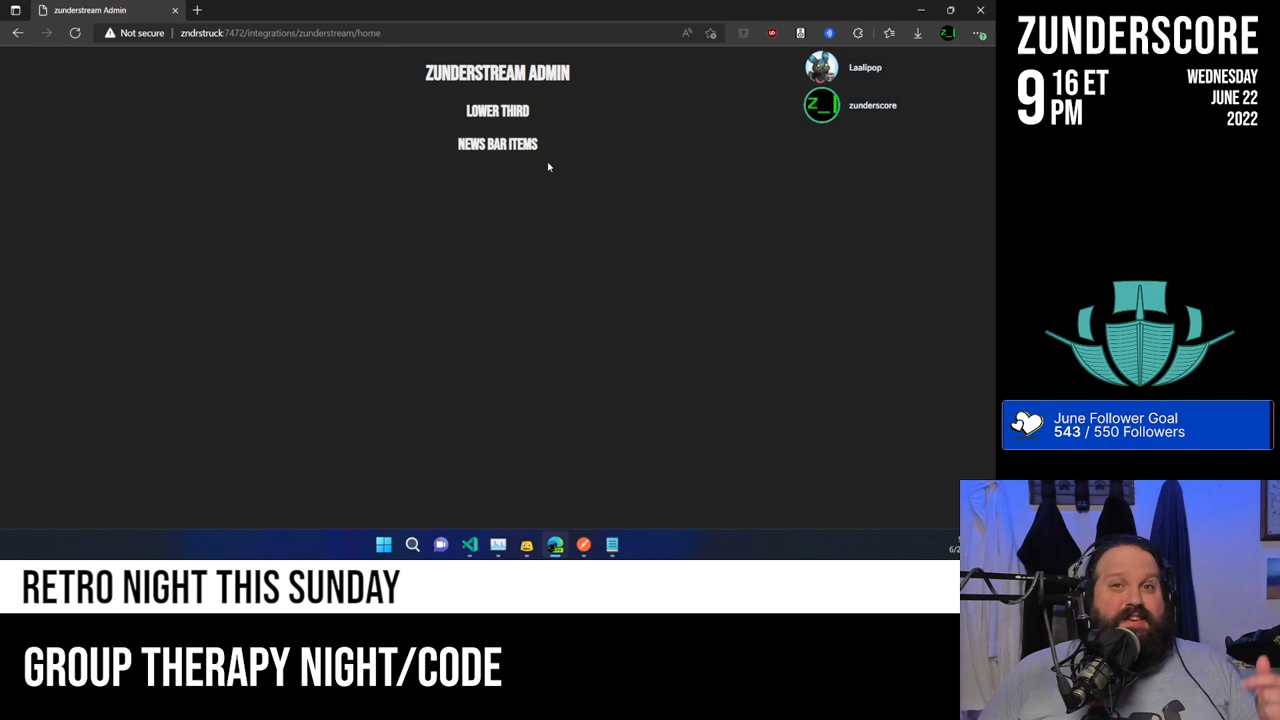 zunderstream Admin
Not secure
zndrstruck:7472/integrations/zunderstream/home
ZUNDERSTREAM ADMIN
LOWER THIRD
NEWS BAR ITEMS
Laalipop
zunderscore
ZUNDERSCORE
9 16 ET
PM
WEDNESDAY
JUNE 22
2022
June Follower Goal
543 / 550 Followers
RETRO NIGHT THIS SUNDAY
GROUP THERAPY NIGHT/CODE